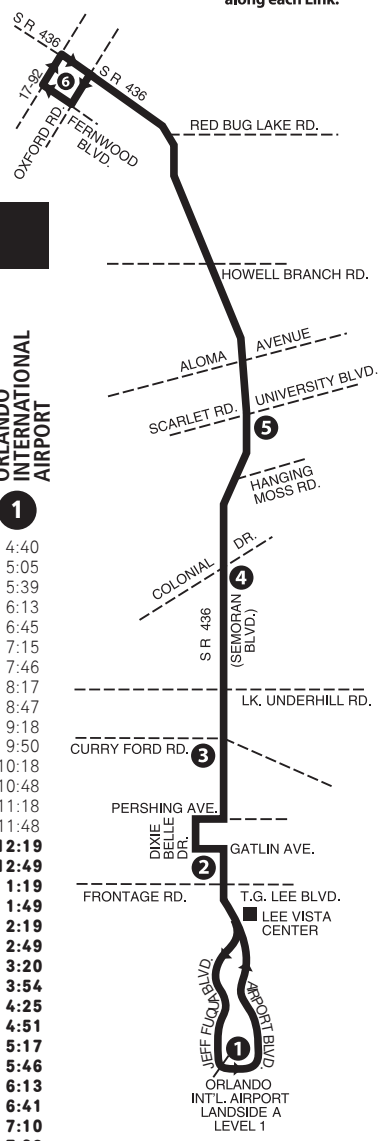 along each Link.
S R 436
S R 436
17-92
6
OXFORD RD.
FERNWOOD
BLVD.
RED BUG LAKE RD.
HOWELL BRANCH RD.
ALOMA AVENUE
SCARLET RD. UNIVERSITY BLVD.
5
HANGING
MOSS RD.
COLONIAL DR.
4
S R 436
(SEMORAN
BLVD.)
LK. UNDERHILL RD.
CURRY FORD RD.
3
PERSHING AVE.
DIXIE
BELLE
DR.
GATLIN AVE.
2
FRONTAGE RD. T.G. LEE BLVD.
LEE VISTA
CENTER
JEFF FUQUA BLVD.
AIRPORT BLVD.
1
ORLANDO
INT'L. AIRPORT
LANDSIDE A
LEVEL 1
ORLANDO
INTERNATIONAL
AIRPORT
1
4:40
5:05
5:39
6:13
6:45
7:15
7:46
8:17
8:47
9:18
9:50
10:18
10:48
11:18
11:48
12:19
12:49
1:19
1:49
2:19
2:49
3:20
3:54
4:25
4:51
5:17
5:46
6:13
6:41
7:10